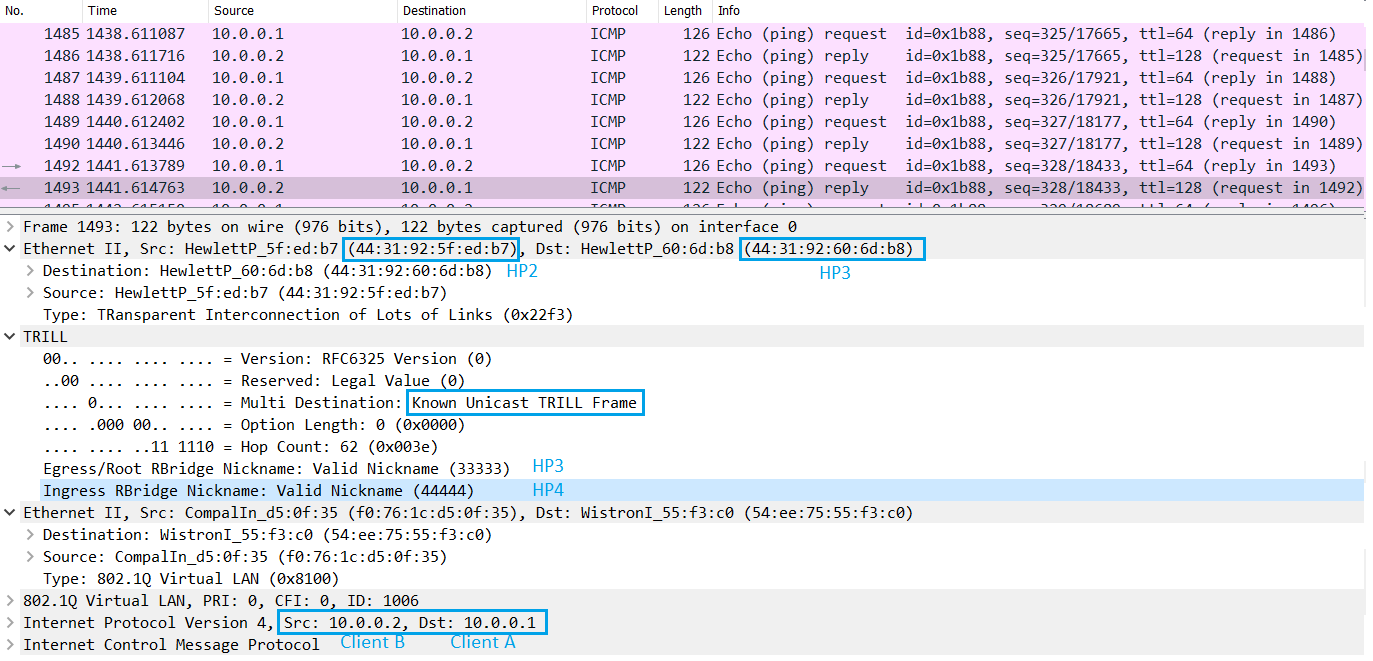 No. Time Source Destination Protocol Length Info
1485 1438.611087 10.0.0.1 10.0.0.2 ICMP 126 Echo (ping) request id=0x1b88, seq=325/17665, ttl=64 (reply in 1486)
1486 1438.611716 10.0.0.2 10.0.0.1 ICMP 122 Echo (ping) reply id=0x1b88, seq=325/17665, ttl=128 (request in 1485)
1487 1439.611104 10.0.0.1 10.0.0.2 ICMP 126 Echo (ping) request id=0x1b88, seq=326/17921, ttl=64 (reply in 1488)
1488 1439.612068 10.0.0.2 10.0.0.1 ICMP 122 Echo (ping) reply id=0x1b88, seq=326/17921, ttl=128 (request in 1487)
1489 1440.612402 10.0.0.1 10.0.0.2 ICMP 126 Echo (ping) request id=0x1b88, seq=327/18177, ttl=64 (reply in 1490)
1490 1440.613446 10.0.0.2 10.0.0.1 ICMP 122 Echo (ping) reply id=0x1b88, seq=327/18177, ttl=128 (request in 1489)
1492 1441.613789 10.0.0.1 10.0.0.2 ICMP 126 Echo (ping) request id=0x1b88, seq=328/18433, ttl=64 (reply in 1493)
1493 1441.614763 10.0.0.2 10.0.0.1 ICMP 122 Echo (ping) reply id=0x1b88, seq=328/18433, ttl=128 (request in 1492)
Frame 1493: 122 bytes on wire (976 bits), 122 bytes captured (976 bits) on interface 0
Ethernet II, Src: HewlettP_5f:ed:b7 (44:31:92:5f:ed:b7), Dst: HewlettP_60:6d:b8 (44:31:92:60:6d:b8)
Destination: HewlettP_60:6d:b8 (44:31:92:60:6d:b8) HP2 HP3
Source: HewlettP_5f:ed:b7 (44:31:92:5f:ed:b7)
Type: TRansparent Interconnection of Lots of Links (0x22f3)
TRILL
00.. .... .... .... = Version: RFC6325 Version (0)
..00 .... .... .... = Reserved: Legal Value (0)
.... 0... .... .... = Multi Destination: Known Unicast TRILL Frame
.... .000 00.. .... = Option Length: 0 (0x0000)
.... .... ..11 1110 = Hop Count: 62 (0x003e)
Egress/Root RBridge Nickname: Valid Nickname (33333) HP3
Ingress RBridge Nickname: Valid Nickname (44444) HP4
Ethernet II, Src: CompalIn_d5:0f:35 (f0:76:1c:d5:0f:35), Dst: WistronI_55:f3:c0 (54:ee:75:55:f3:c0)
Destination: WistronI_55:f3:c0 (54:ee:75:55:f3:c0)
Source: CompalIn_d5:0f:35 (f0:76:1c:d5:0f:35)
Type: 802.1Q Virtual LAN (0x8100)
802.1Q Virtual LAN, PRI: 0, CFI: 0, ID: 1006
Internet Protocol Version 4, Src: 10.0.0.2, Dst: 10.0.0.1
Internet Control Message Protocol Client B Client A